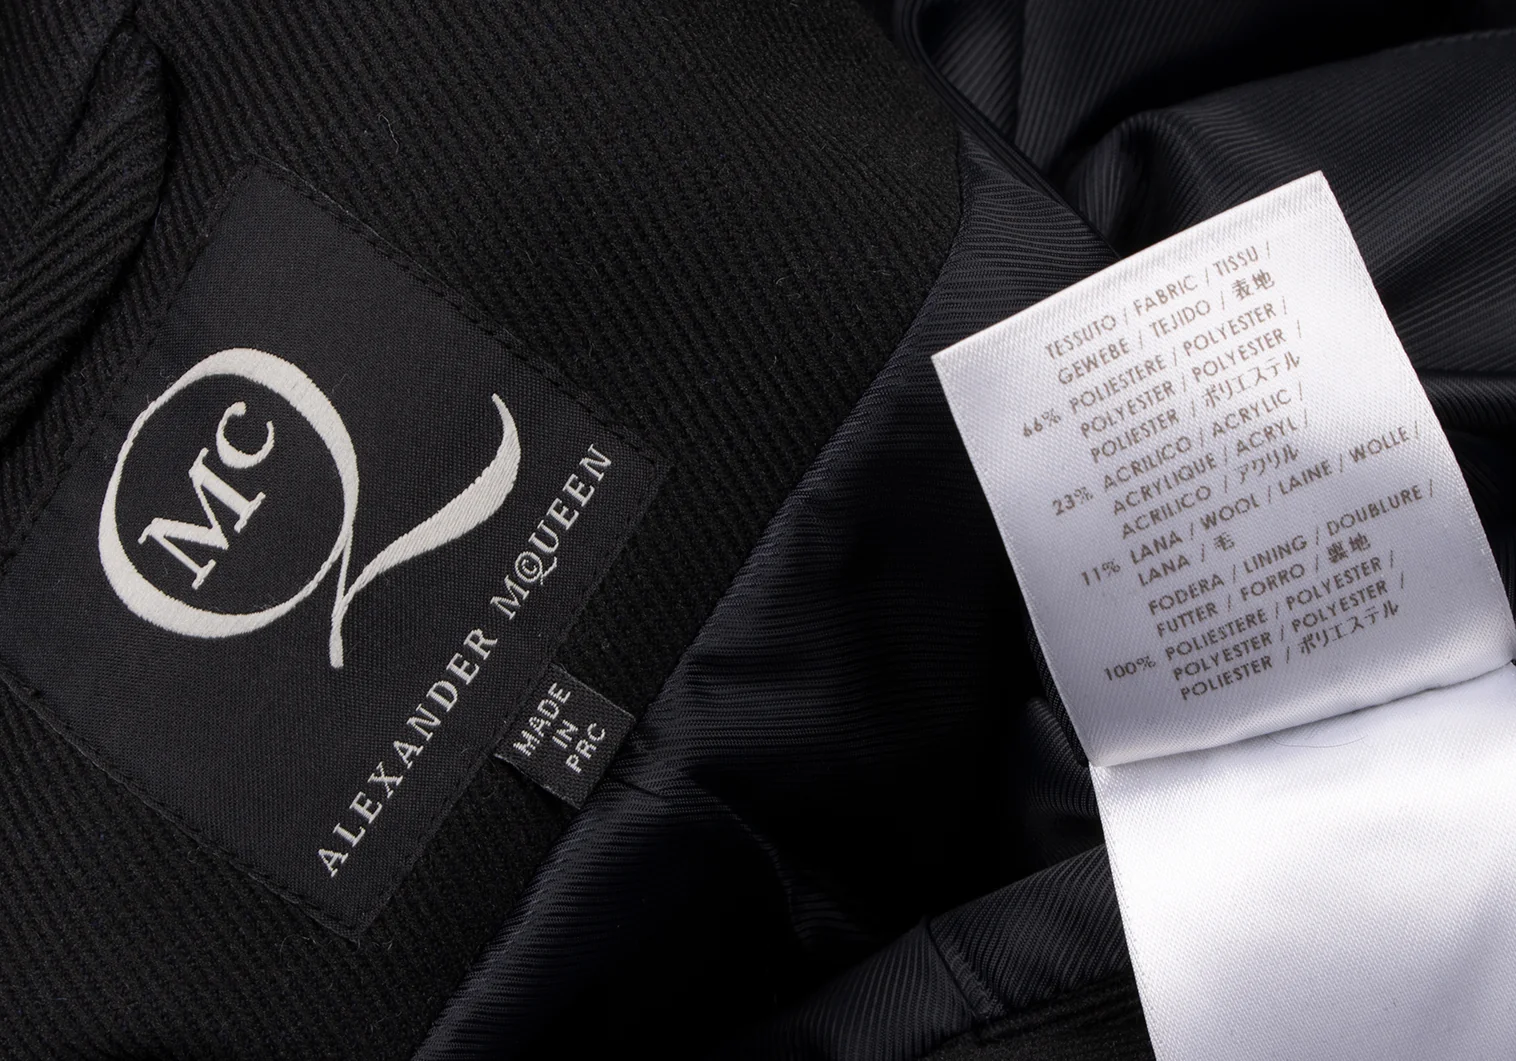 McQ
ALEXANDER McQUEEN
MADE
IN
PRC
TESSUTO / FABRIC / TISSU /
GEWEBE / TEJIDO / 表地
66% POLIESTERE / POLYESTER /
POLYESTER / POLYESTER /
POLIESTER / ポリエステル
23% ACRILICO / ACRYLIC /
ACRYLIQUE / ACRYL /
ACRILICO / アクリル
11% LANA / WOOL / LAINE / WOLLE /
LANA / 毛
FODERA / LINING / DOUBLURE /
FUTTER / FORRO / 裏地
100% POLIESTERE / POLYESTER /
POLYESTER / POLYESTER /
POLIESTER / ポリエステル